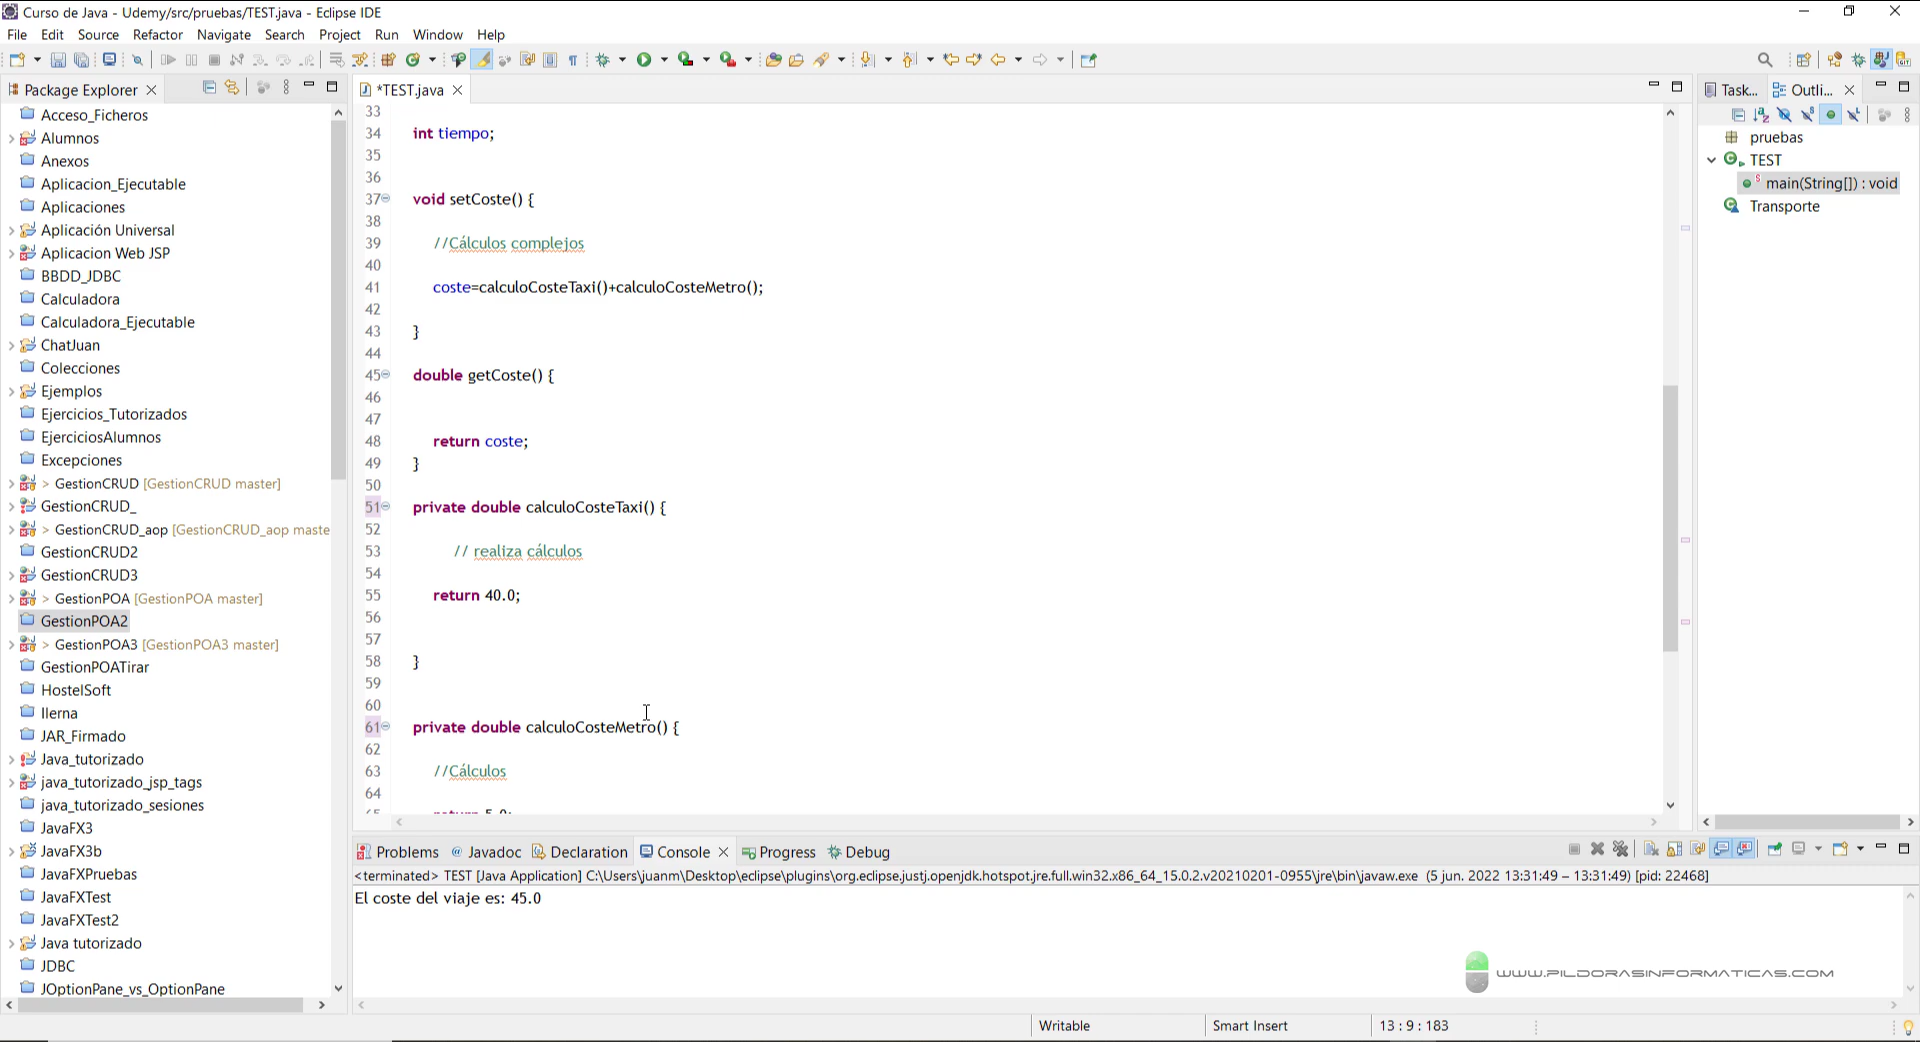 Curso de Java - Udemy/src/pruebas/TEST.java - Eclipse IDE
File Edit Source Refactor Navigate Search Project Run Window Help
Package Explorer
Acceso_Ficheros
Alumnos
Anexos
Aplicacion_Ejecutable
Aplicaciones
Aplicación Universal
Aplicacion Web JSP
BBDD_JDBC
Calculadora
Calculadora_Ejecutable
ChatJuan
Colecciones
Ejemplos
Ejercicios_Tutorizados
EjerciciosAlumnos
Excepciones
> GestionCRUD [GestionCRUD master]
GestionCRUD_
> GestionCRUD_aop [GestionCRUD_aop maste
GestionCRUD2
GestionCRUD3
> GestionPOA [GestionPOA master]
GestionPOA2
> GestionPOA3 [GestionPOA3 master]
GestionPOATirar
HostelSoft
Ilerna
JAR_Firmado
Java_tutorizado
java_tutorizado_jsp_tags
java_tutorizado_sesiones
JavaFX3
JavaFX3b
JavaFXPruebas
JavaFXTest
JavaFXTest2
Java tutorizado
JDBC
JOptionPane_vs_OptionPane
*TEST.java
33
34 int tiempo;
35
36
37 void setCoste() {
38
39 //Cálculos complejos
40
41 coste=calculoCosteTaxi()+calculoCosteMetro();
42
43 }
44
45 double getCoste() {
46
47
48 return coste;
49 }
50
51 private double calculoCosteTaxi() {
52
53 // realiza cálculos
54
55 return 40.0;
56
57
58 }
59
60
61 private double calculoCosteMetro() {
62
63 //Cálculos
64
65 return 5.0;
Task... Outli...
pruebas
TEST
main(String[]) : void
Transporte
Problems @ Javadoc Declaration Console Progress Debug
<terminated> TEST [Java Application] C:\Users\juanm\Desktop\eclipse\plugins\org.eclipse.justj.openjdk.hotspot.jre.full.win32.x86_64_15.0.2.v20210201-0955\jre\bin\javaw.exe (5 jun. 2022 13:31:49 – 13:31:49) [pid: 22468]
El coste del viaje es: 45.0
WWW.PILDORASINFORMATICAS.COM
Writable Smart Insert 13 : 9 : 183